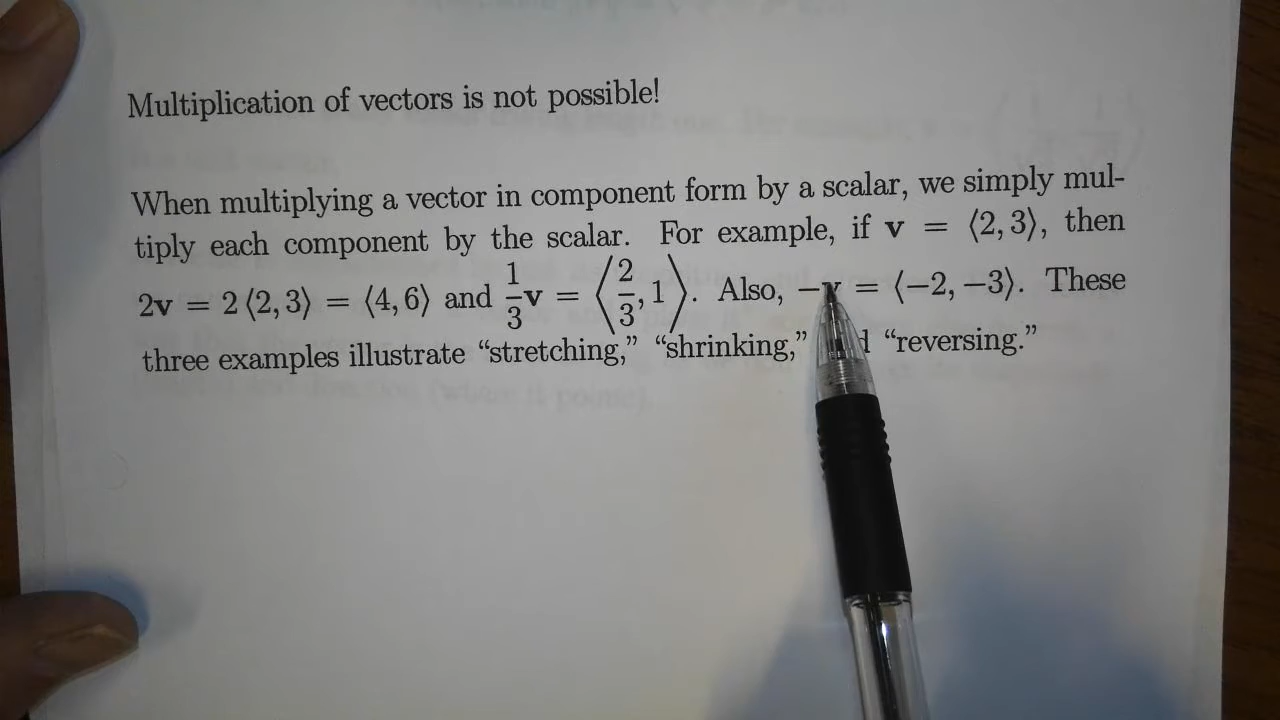 Multiplication of vectors is not possible!
When multiplying a vector in component form by a scalar, we simply mul-
tiply each component by the scalar. For example, if v = ⟨2, 3⟩, then
2v = 2 ⟨2, 3⟩ = ⟨4, 6⟩ and 1/3 v = ⟨2/3, 1⟩. Also, −v = ⟨−2, −3⟩. These
three examples illustrate “stretching,” “shrinking,” and “reversing.”